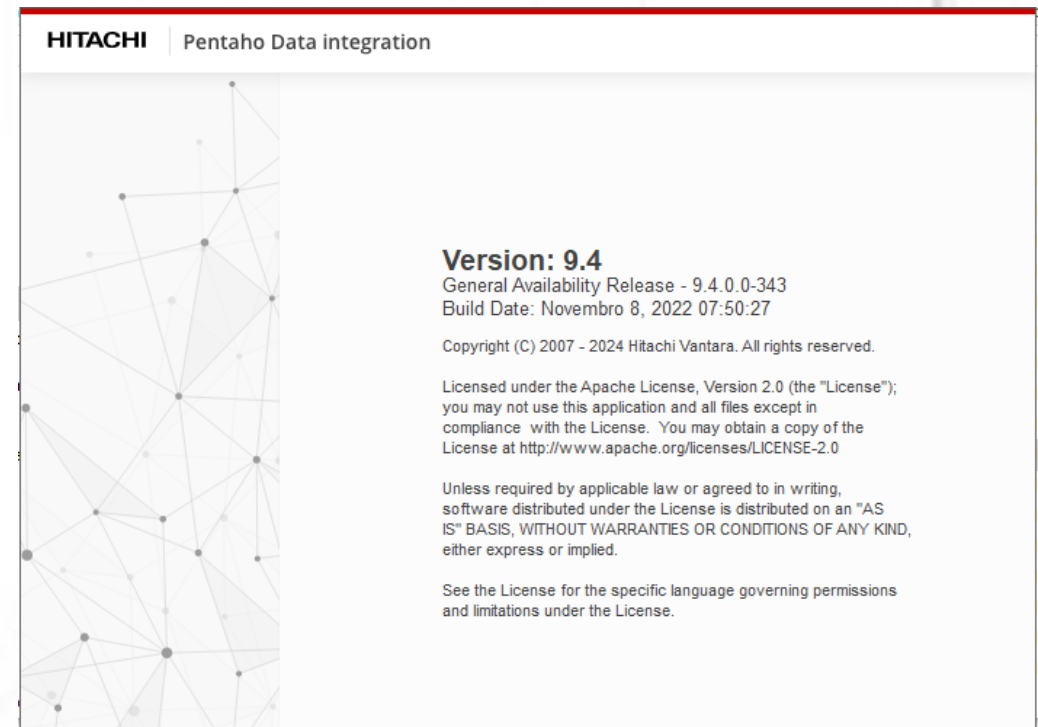 HITACHI Pentaho Data integration
Version: 9.4
General Availability Release - 9.4.0.0-343
Build Date: Novembro 8, 2022 07:50:27
Copyright (C) 2007 - 2024 Hitachi Vantara. All rights reserved.
Licensed under the Apache License, Version 2.0 (the "License");
you may not use this application and all files except in
compliance with the License. You may obtain a copy of the
License at http://www.apache.org/licenses/LICENSE-2.0
Unless required by applicable law or agreed to in writing,
software distributed under the License is distributed on an "AS
IS" BASIS, WITHOUT WARRANTIES OR CONDITIONS OF ANY KIND,
either express or implied.
See the License for the specific language governing permissions
and limitations under the License.